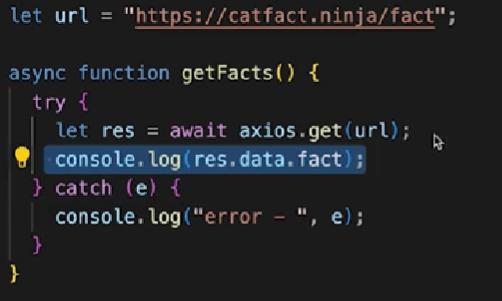 let url = "https://catfact.ninja/fact";
async function getFacts() {
try {
let res = await axios.get(url);
console.log(res.data.fact);
} catch (e) {
console.log("error - ", e);
}
}